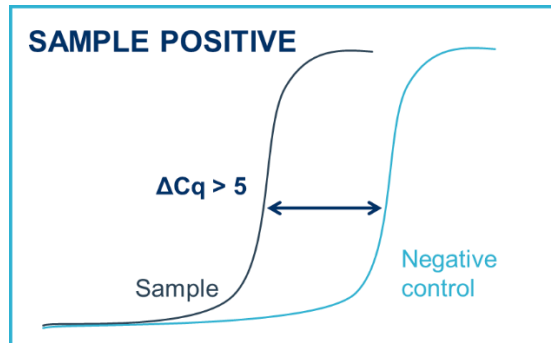 SAMPLE POSITIVE
ΔCq > 5
Sample
Negative
control